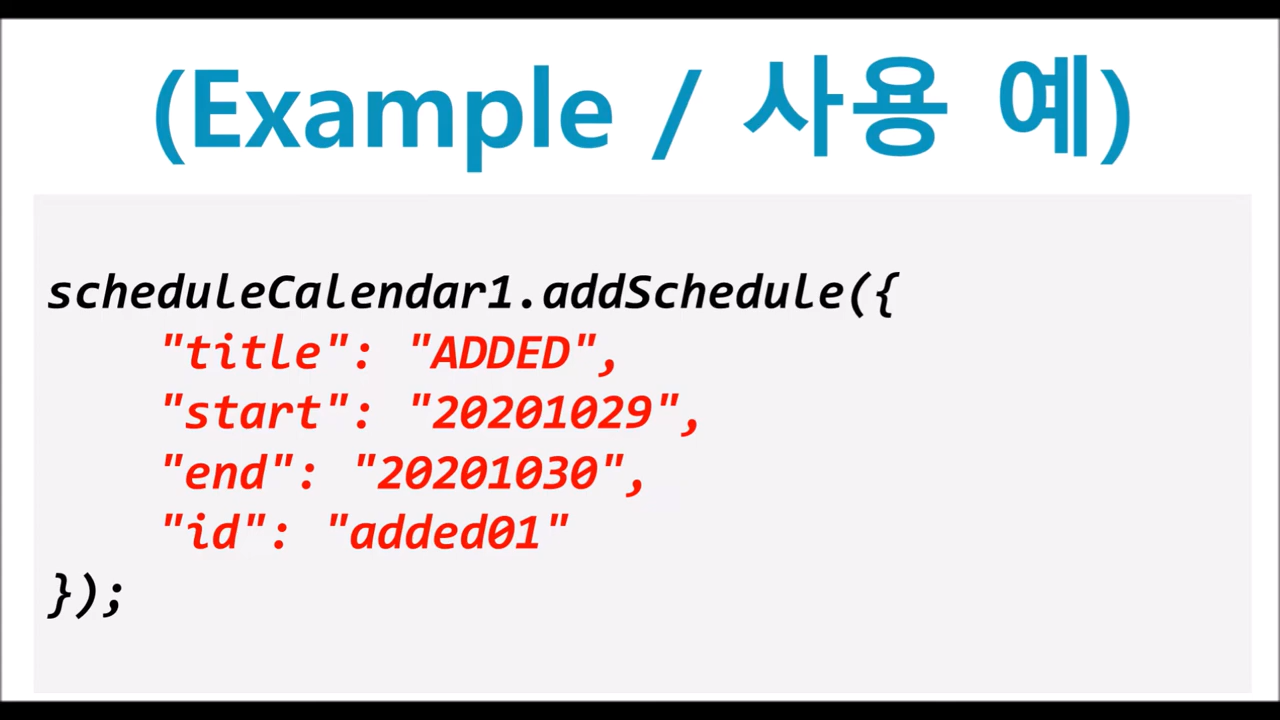 (Example / 사용 예)
scheduleCalendar1.addSchedule({
"title": "ADDED",
"start": "20201029",
"end": "20201030",
"id": "added01"
});